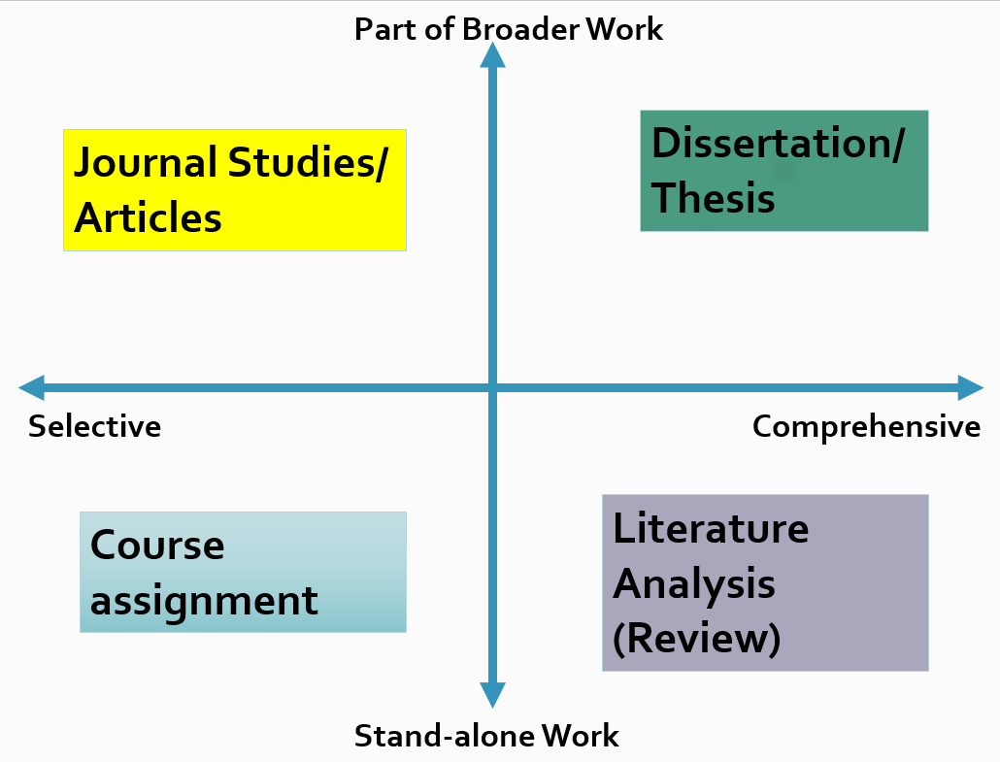 Part of Broader Work
Journal Studies/
Articles
Dissertation/
Thesis
Selective
Comprehensive
Course
assignment
Literature
Analysis
(Review)
Stand-alone Work